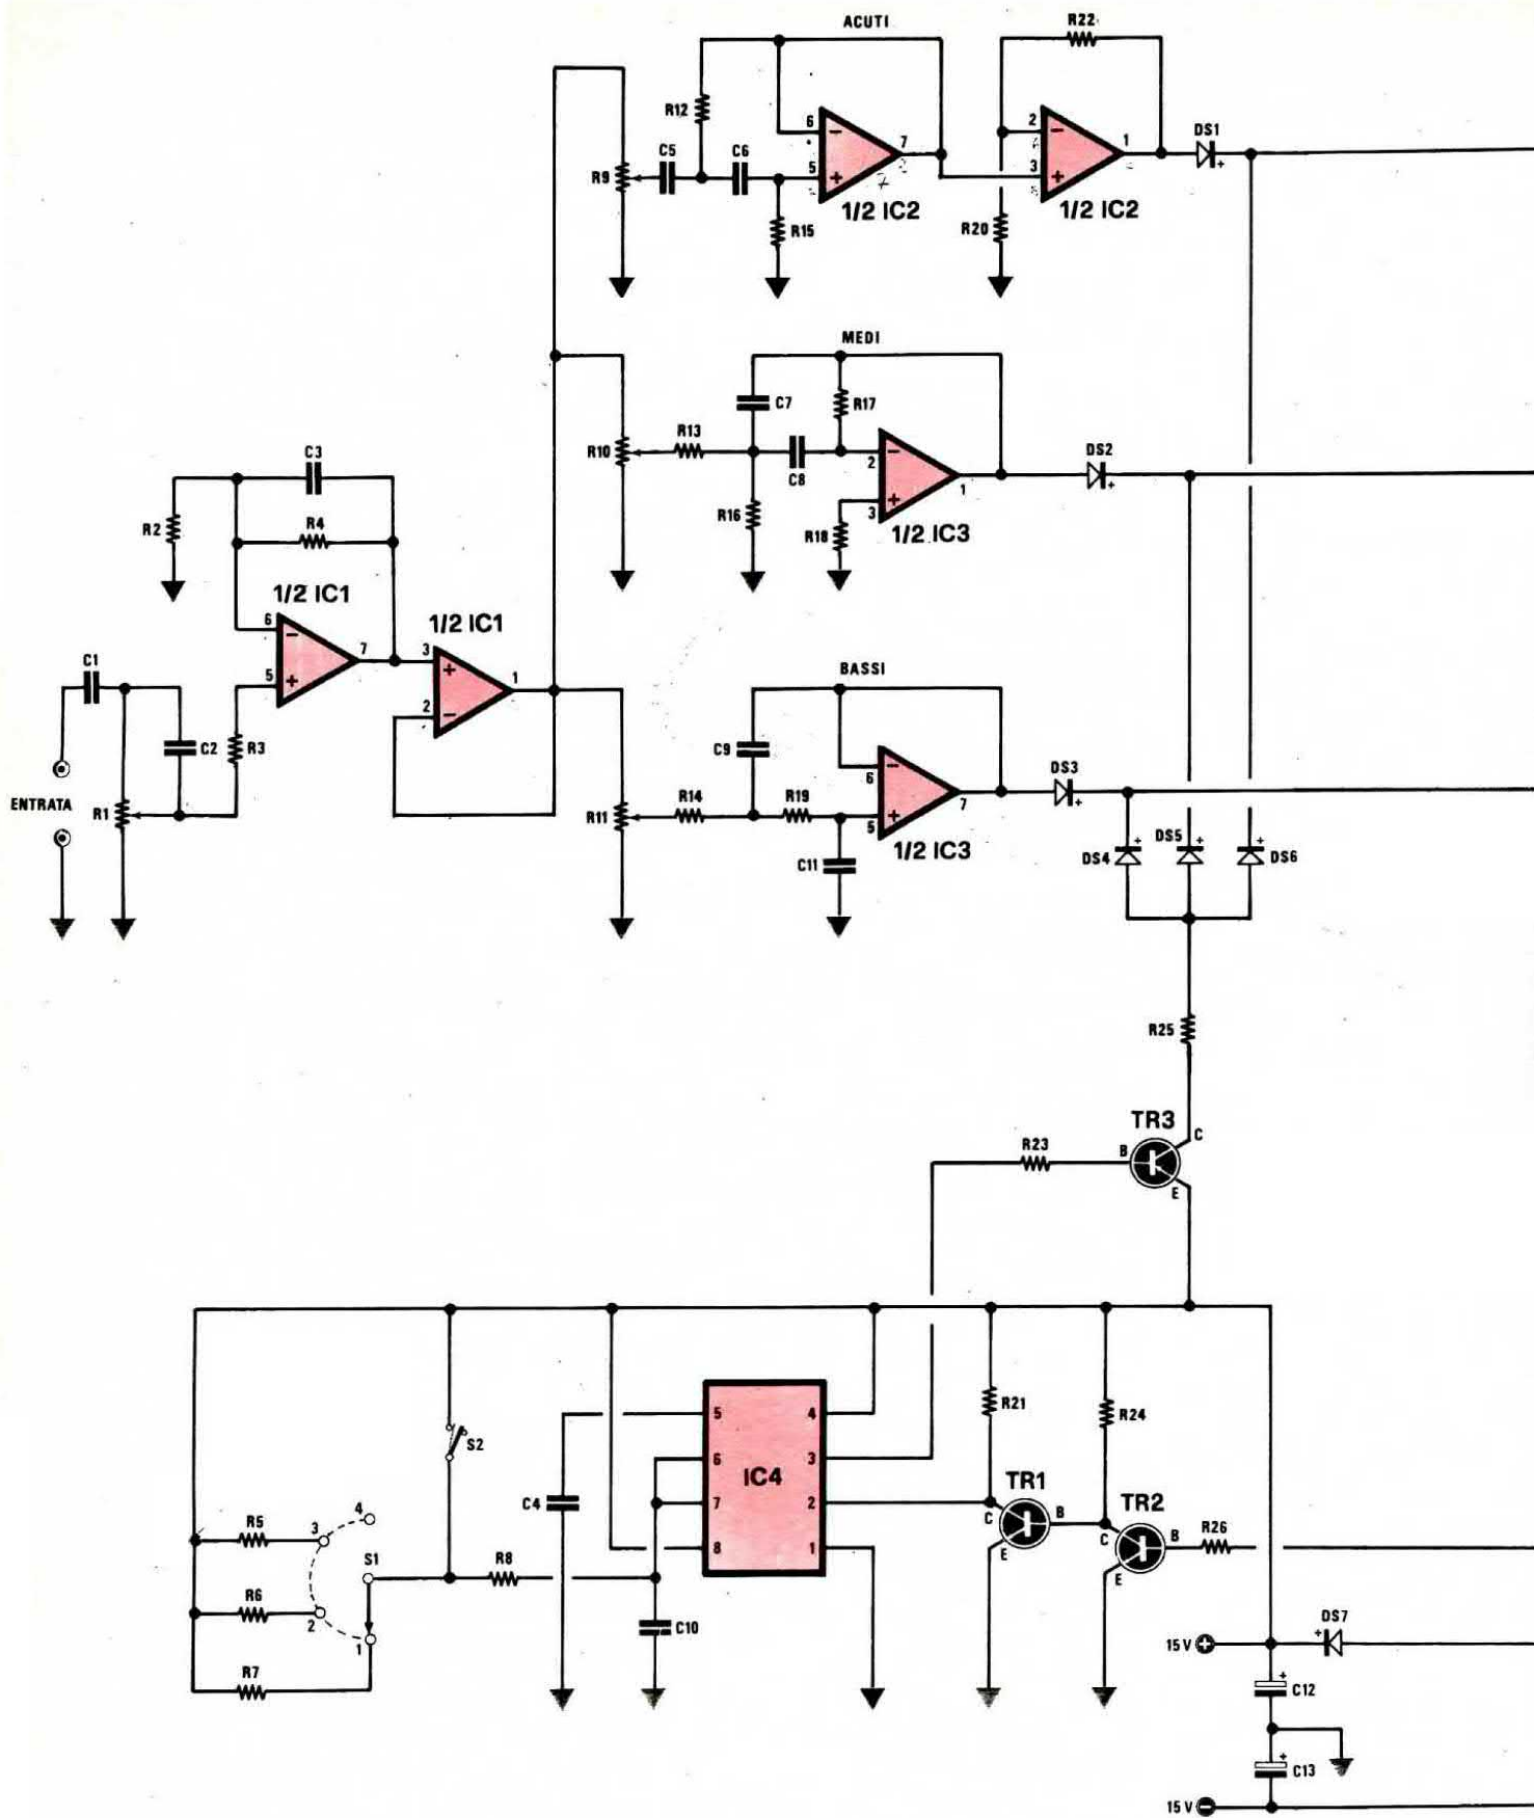 ACUTI
R22
R12
6
7
2
1
DS1
+
C5
C6
R9
5
3
R15
1/2 IC2
R20
1/2 IC2
MEDI
C7
R17
R13
R10
C8
2
3
1
DS2
+
R16
R18
1/2 IC3
C3
R4
R2
1/2 IC1
6
7
5
1/2 IC1
3
2
1
C1
C2
R3
ENTRATA
R1
BASSI
C9
R14
R19
R11
6
5
7
DS3
+
C11
1/2 IC3
DS4
+
DS5
+
DS6
+
R25
TR3
C
B
E
R23
S2
5
6
7
8
IC4
4
3
2
1
C4
R21
R24
TR1
C
B
E
TR2
C
B
E
R26
R5
3
4
S1
R8
R6
2
1
R7
C10
15 V
+
DS7
+
C12
+
C13
15 V